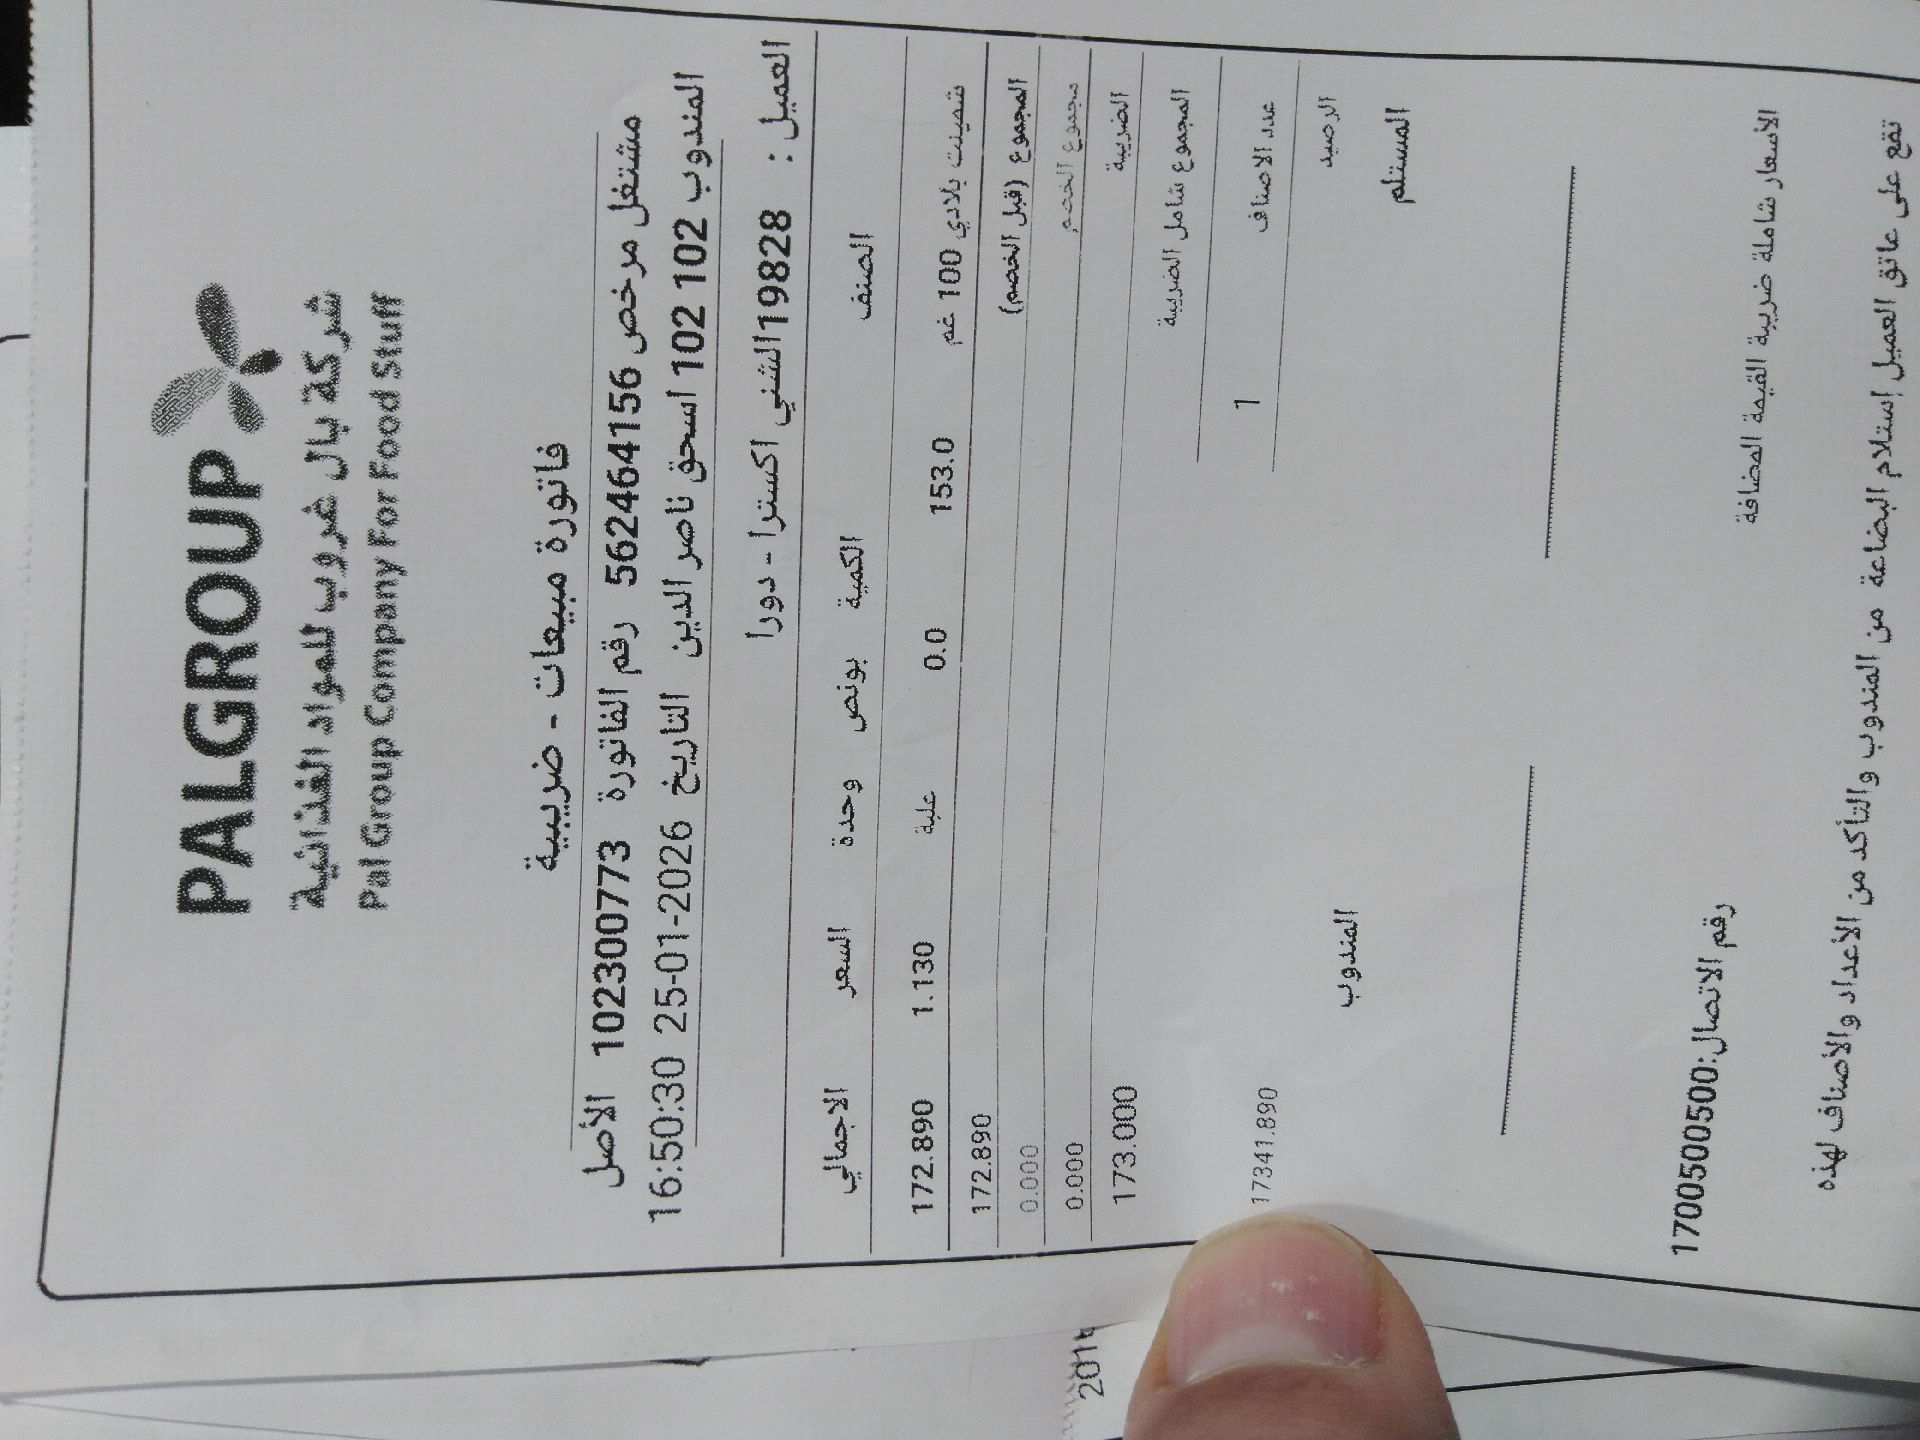 PALGROUP
شركة بال غروب للمواد الغذائية
Pal Group Company For Food Stuff
فاتورة مبيعات - ضريبية
مشتغل مرخص 562464156 رقم الفاتورة 102300773 الأصل
المندوب 102 102 اسحق ناصر الدين التاريخ 25-01-2026 16:50:30
العميل : 19828الشني اكسترا - دورا
الصنف الكمية بونص وحدة السعر الاجمالي
شمينت بلادي 100 غم 153.0 0.0 علبة 1.130 172.890
المجموع (قبل الخصم) 172.890
مجموع الخصم 0.000
الضريبة 0.000
المجموع شامل الضريبة 173.000
عدد الاصناف 1
الرصيد 17341.890
المستلم المندوب
الأسعار شاملة ضريبة القيمة المضافة
رقم الاتصال:1700500500
تقع على عاتق العميل إستلام البضاعة من المندوب والتأكد من الأعداد والأصناف لهذه